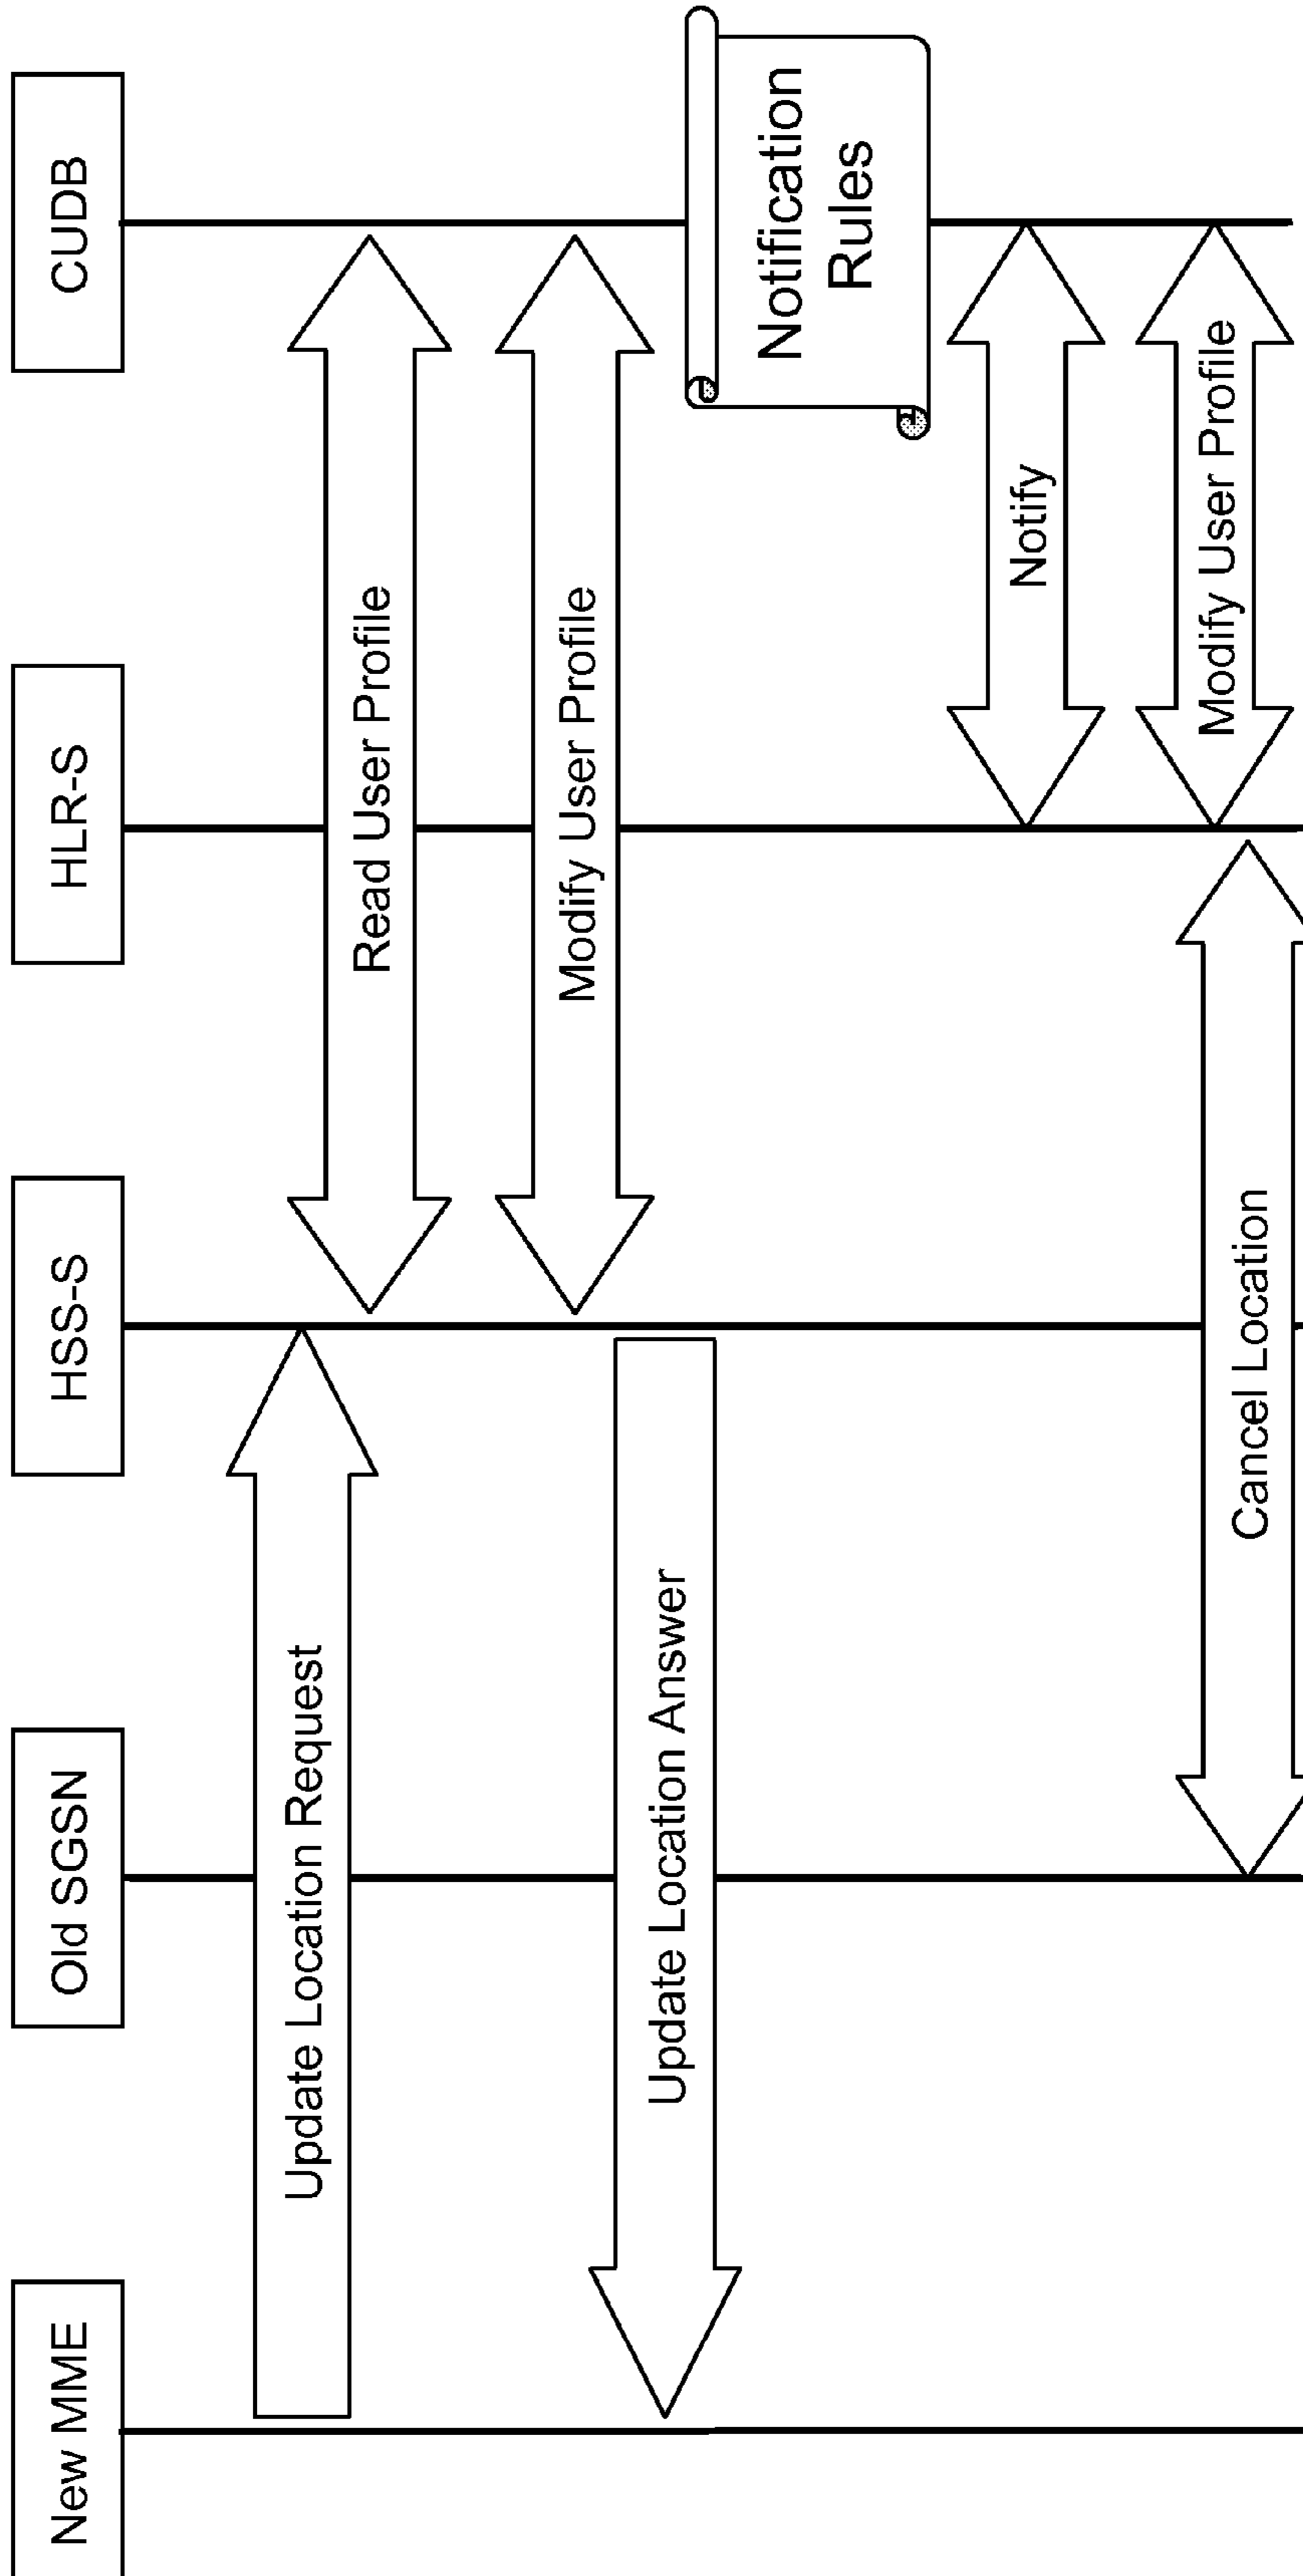 New MME
Old SGSN
HSS-S
HLR-S
CUDB
Update Location Request
Read User Profile
Modify User Profile
Update Location Answer
Notification
Rules
Notify
Modify User Profile
Cancel Location